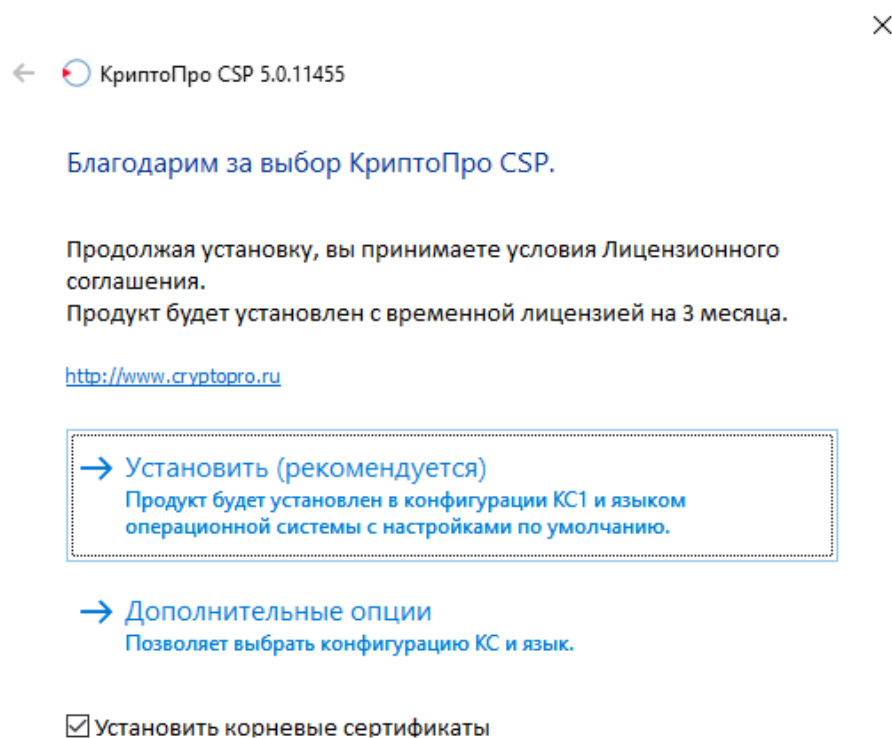 КриптоПро CSP 5.0.11455
Благодарим за выбор КриптоПро CSP.
Продолжая установку, вы принимаете условия Лицензионного
соглашения.
Продукт будет установлен с временной лицензией на 3 месяца.
http://www.cryptopro.ru
Установить (рекомендуется)
Продукт будет установлен в конфигурации КС1 и языком
операционной системы с настройками по умолчанию.
Дополнительные опции
Позволяет выбрать конфигурацию КС и язык.
Установить корневые сертификаты